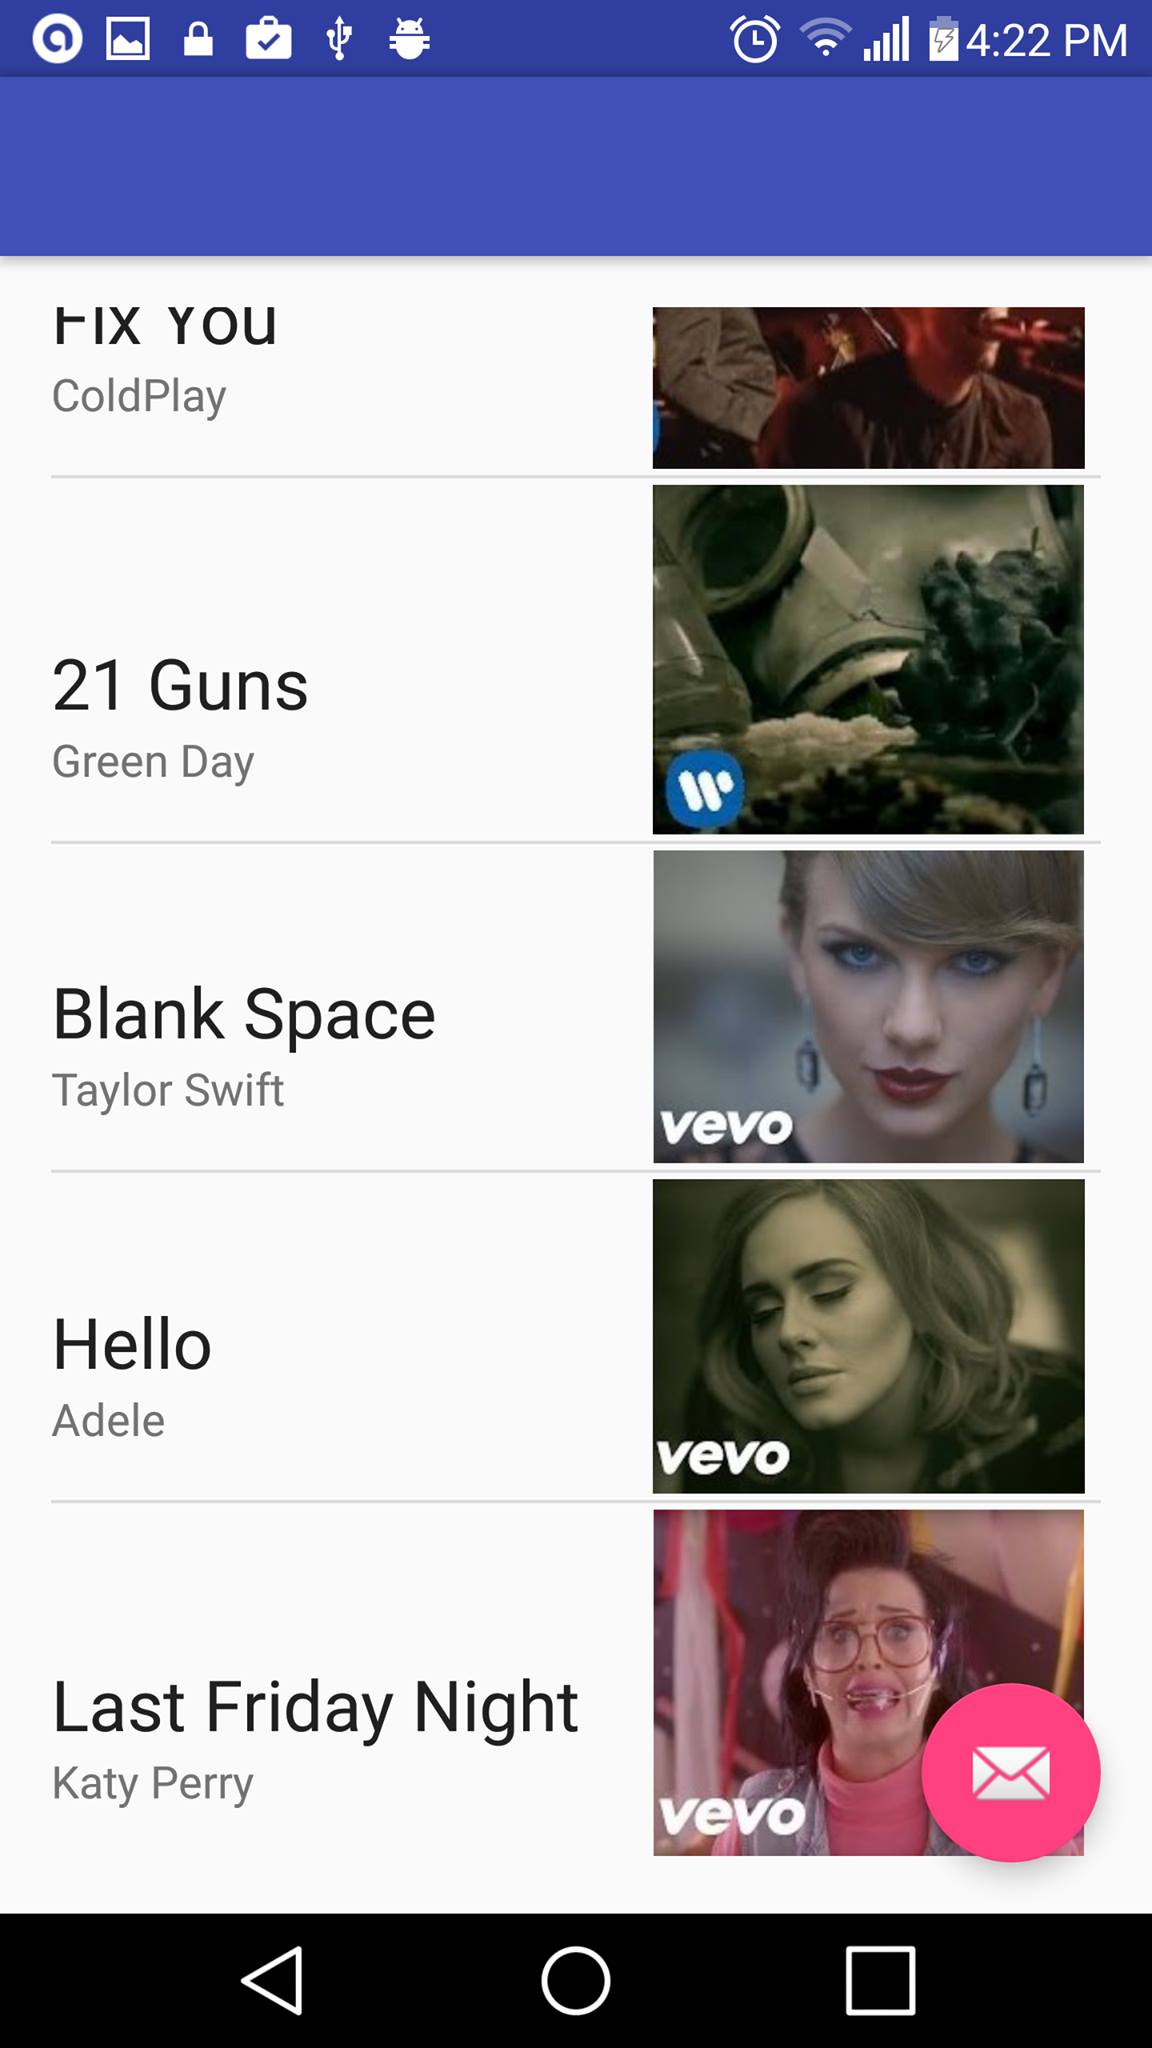 4:22 PM
Fix You
ColdPlay
21 Guns
Green Day
Blank Space
Taylor Swift
vevo
Hello
Adele
vevo
Last Friday Night
Katy Perry
vevo